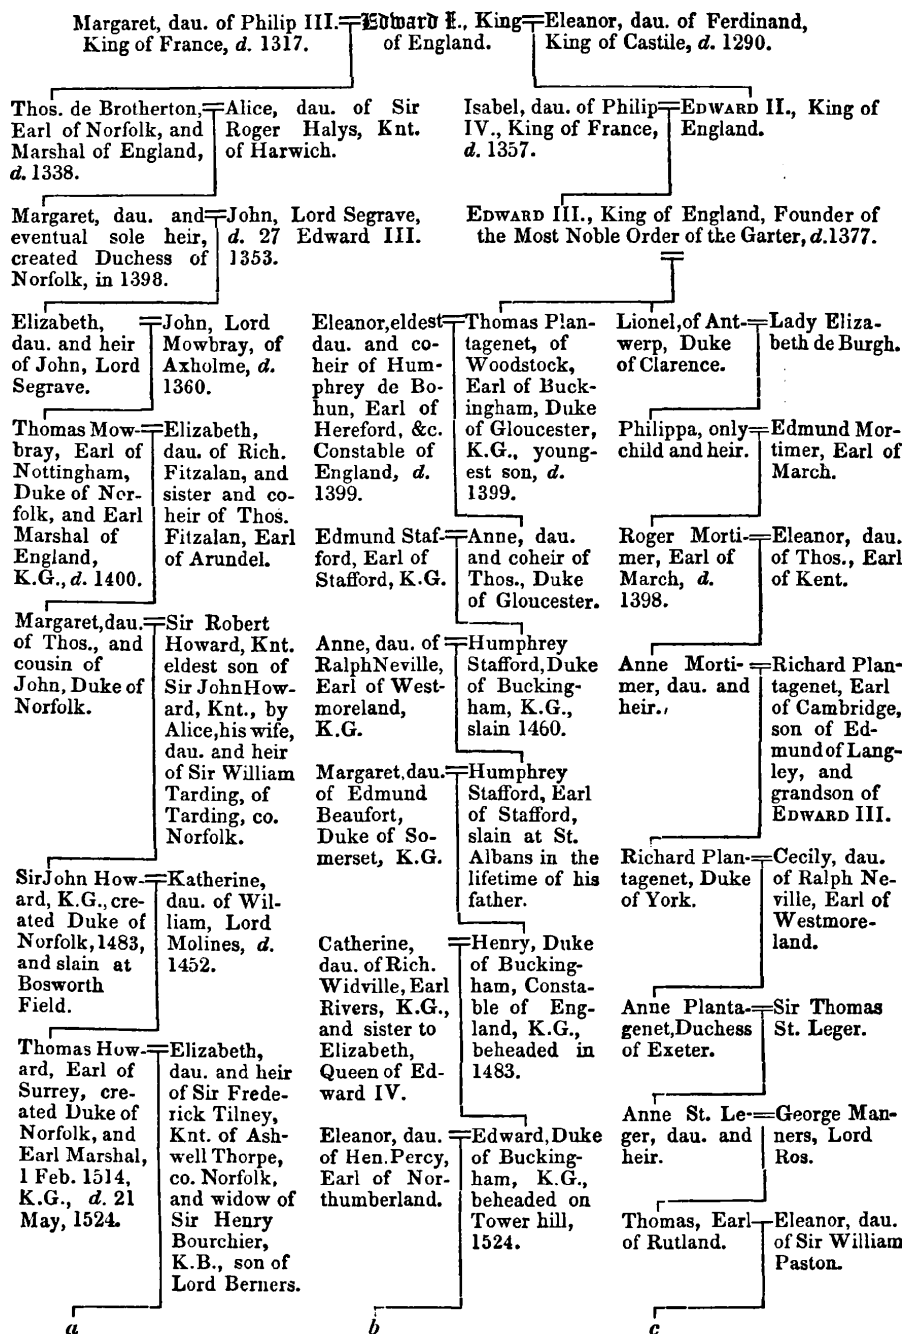 Margaret, dau. of Philip III.
King of France, d. 1317.
Edward I., King
of England.
Eleanor, dau. of Ferdinand,
King of Castile, d. 1290.
Thos. de Brotherton,
Earl of Norfolk, and
Marshal of England,
d. 1338.
Alice, dau. of Sir
Roger Halys, Knt.
of Harwich.
Isabel, dau. of Philip
IV., King of France,
d. 1357.
EDWARD II., King of
England.
Margaret, dau. and
eventual sole heir,
created Duchess of
Norfolk, in 1398.
John, Lord Segrave,
d. 27 Edward III.
1353.
EDWARD III., King of England, Founder of
the Most Noble Order of the Garter, d. 1377.
Elizabeth,
dau. and heir
of John, Lord
Segrave.
John, Lord
Mowbray, of
Axholme, d.
1360.
Eleanor, eldest
dau. and co-
heir of Hum-
phrey de Bo-
hun, Earl of
Hereford, &c.
Constable of
England, d.
1399.
Thomas Plan-
tagenet, of
Woodstock,
Earl of Buck-
ingham, Duke
of Gloucester,
K.G., young-
est son, d.
1399.
Lionel, of Ant-
werp, Duke
of Clarence.
Lady Eliza-
beth de Burgh.
Thomas Mow-
bray, Earl of
Nottingham,
Duke of Nor-
folk, and Earl
Marshal of
England,
K.G., d. 1400.
Elizabeth,
dau. of Rich.
Fitzalan, and
sister and co-
heir of Thos.
Fitzalan, Earl
of Arundel.
Philippa, only
child and heir.
Edmund Mor-
timer, Earl of
March.
Edmund Staf-
ford, Earl of
Stafford, K.G.
Anne, dau.
and coheir of
Thos., Duke
of Gloucester.
Roger Morti-
mer, Earl of
March, d.
1398.
Eleanor, dau.
of Thos., Earl
of Kent.
Margaret, dau.
of Thos., and
cousin of
John, Duke of
Norfolk.
Sir Robert
Howard, Knt.
eldest son of
Sir John How-
ard, Knt., by
Alice, his wife,
dau. and heir
of Sir William
Tarding, of
Tarding, co.
Norfolk.
Anne, dau. of
Ralph Neville,
Earl of West-
moreland,
K.G.
Humphrey
Stafford, Duke
of Bucking-
ham, K.G.,
slain 1460.
Anne Morti-
mer, dau. and
heir.
Richard Plan-
tagenet, Earl
of Cambridge,
son of Ed-
mund of Lang-
ley, and
grandson of
EDWARD III.
Margaret, dau.
of Edmund
Beaufort,
Duke of So-
merset, K.G.
Humphrey
Stafford, Earl
of Stafford,
slain at St.
Albans in the
lifetime of his
father.
Richard Plan-
tagenet, Duke
of York.
Cecily, dau.
of Ralph Ne-
ville, Earl of
Westmore-
land.
Sir John How-
ard, K.G., cre-
ated Duke of
Norfolk, 1483,
and slain at
Bosworth
Field.
Katherine,
dau. of Wil-
liam, Lord
Molines, d.
1452.
Catherine,
dau. of Rich.
Widville, Earl
Rivers, K.G.,
and sister to
Elizabeth,
Queen of Ed-
ward IV.
Henry, Duke
of Bucking-
ham, Consta-
ble of Eng-
land, K.G.,
beheaded in
1483.
Anne Planta-
genet, Duchess
of Exeter.
Sir Thomas
St. Leger.
Thomas How-
ard, Earl of
Surrey, cre-
ated Duke of
Norfolk, and
Earl Marshal,
1 Feb. 1514,
K.G., d. 21
May, 1524.
Elizabeth,
dau. and heir
of Sir Frede-
rick Tilney,
Knt. of Ash-
well Thorpe,
co. Norfolk,
and widow of
Sir Henry
Bourchier,
K.B., son of
Lord Berners.
Eleanor, dau.
of Hen. Percy,
Earl of Nor-
thumberland.
Edward, Duke
of Bucking-
ham, K.G.,
beheaded on
Tower hill,
1524.
Anne St. Le-
ger, dau. and
heir.
George Man-
ners, Lord
Ros.
Thomas, Earl
of Rutland.
Eleanor, dau.
of Sir William
Paston.
a
b
c